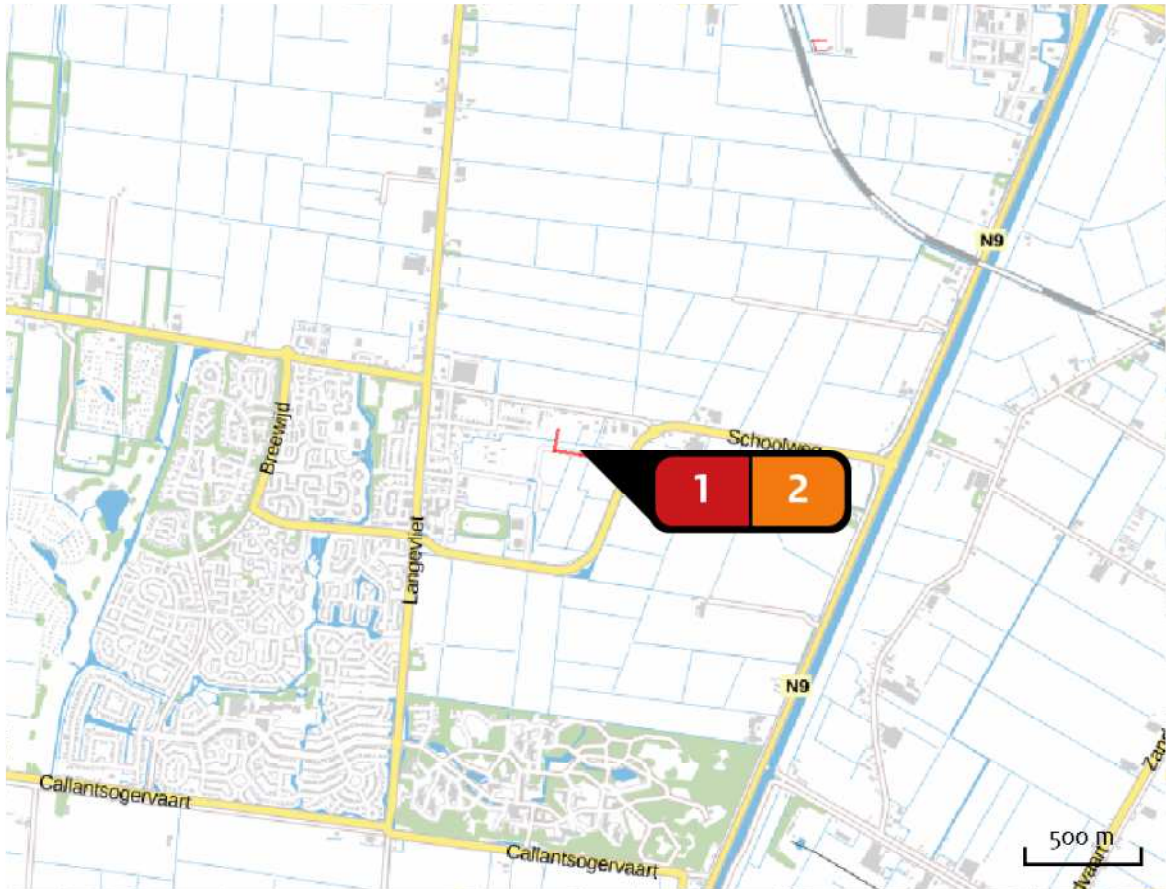 N9
Breewijd
Schoolweg
1 2
Langevliet
N9
Callantsogervaart
Callantsogervaart
500 m